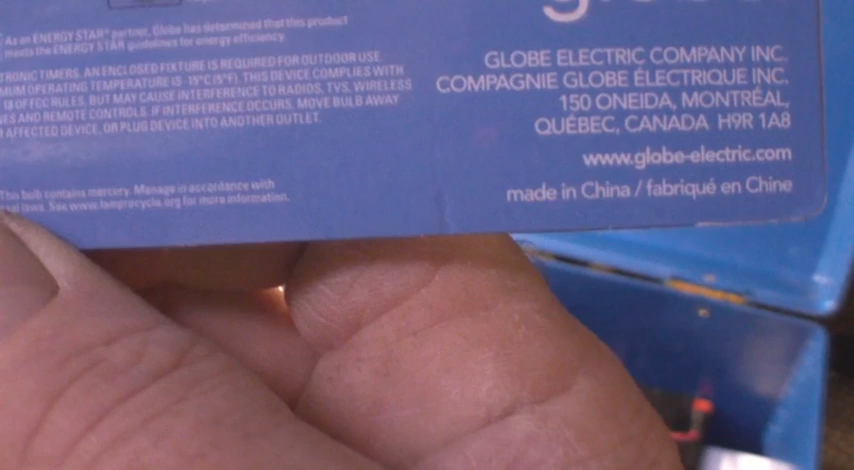 As an ENERGY STAR® partner, Globe has determined that this product
meets the ENERGY STAR guidelines for energy efficiency.
TRONIC TIMERS. AN ENCLOSED FIXTURE IS REQUIRED FOR OUTDOOR USE.
MUM OPERATING TEMPERATURE IS -15°C (5°F). THIS DEVICE COMPLIES WITH
18 OF FCC RULES, BUT MAY CAUSE INTERFERENCE TO RADIOS, TVS, WIRELESS
ES AND REMOTE CONTROLS. IF INTERFERENCE OCCURS, MOVE BULB AWAY
AFFECTED DEVICE, OR PLUG DEVICE INTO ANOTHER OUTLET.
This bulb contains mercury. Manage in accordance with
laws. See www.lamprecycle.org for more information.
GLOBE ELECTRIC COMPANY INC.
COMPAGNIE GLOBE ÉLECTRIQUE INC.
150 ONEIDA, MONTRÉAL,
QUÉBEC, CANADA H9R 1A8
www.globe-electric.com
made in China / fabriqué en Chine